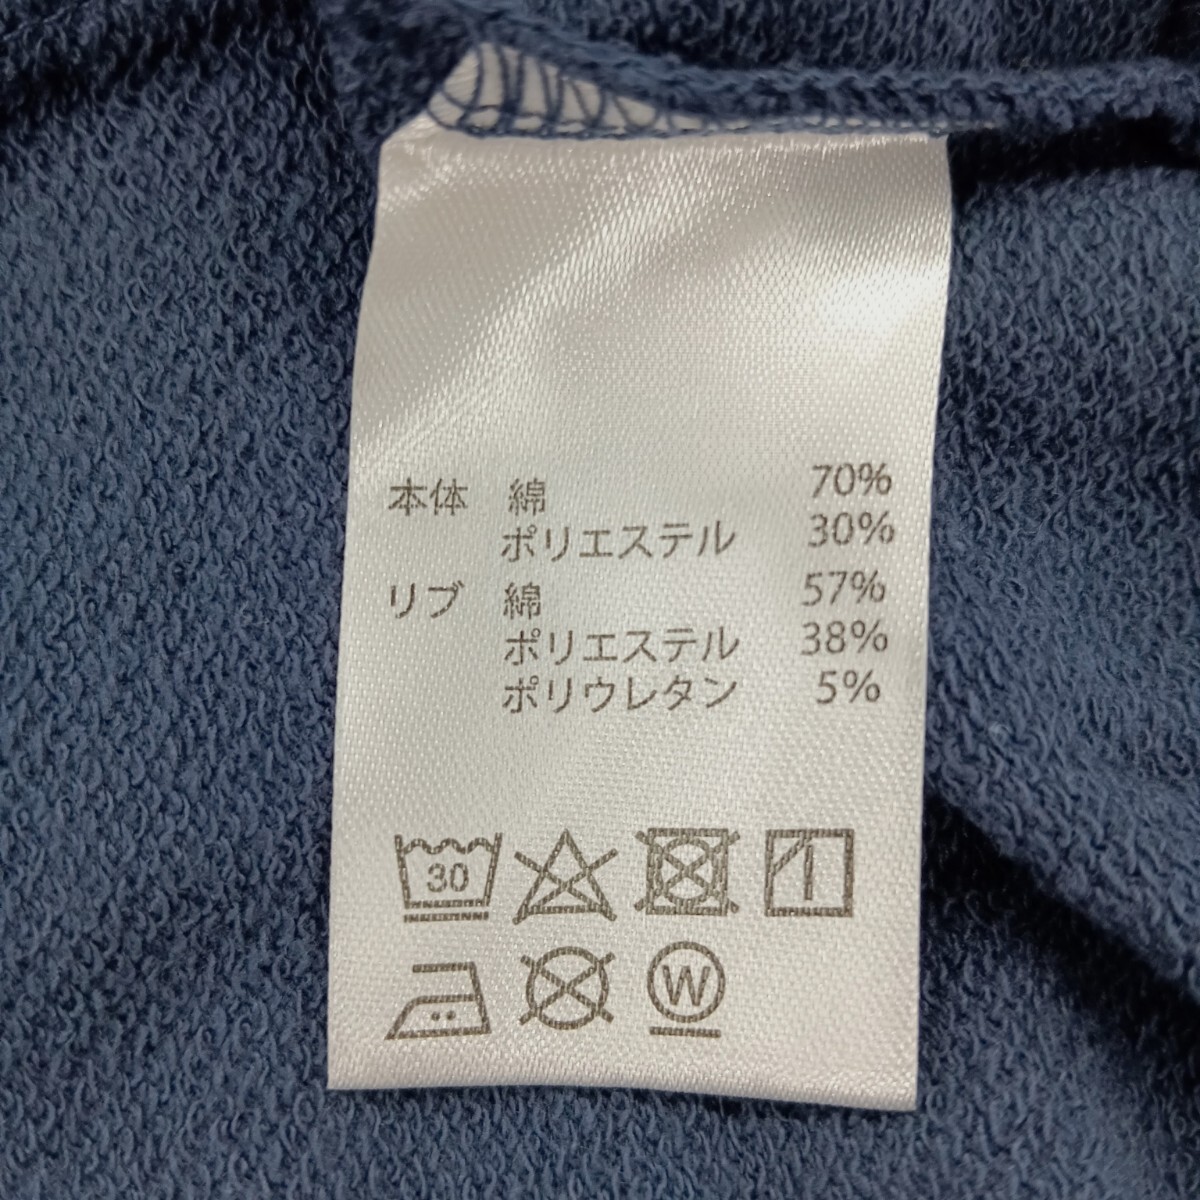 本体 綿 70%
ポリエステル 30%
リブ 綿 57%
ポリエステル 38%
ポリウレタン 5%
30
W